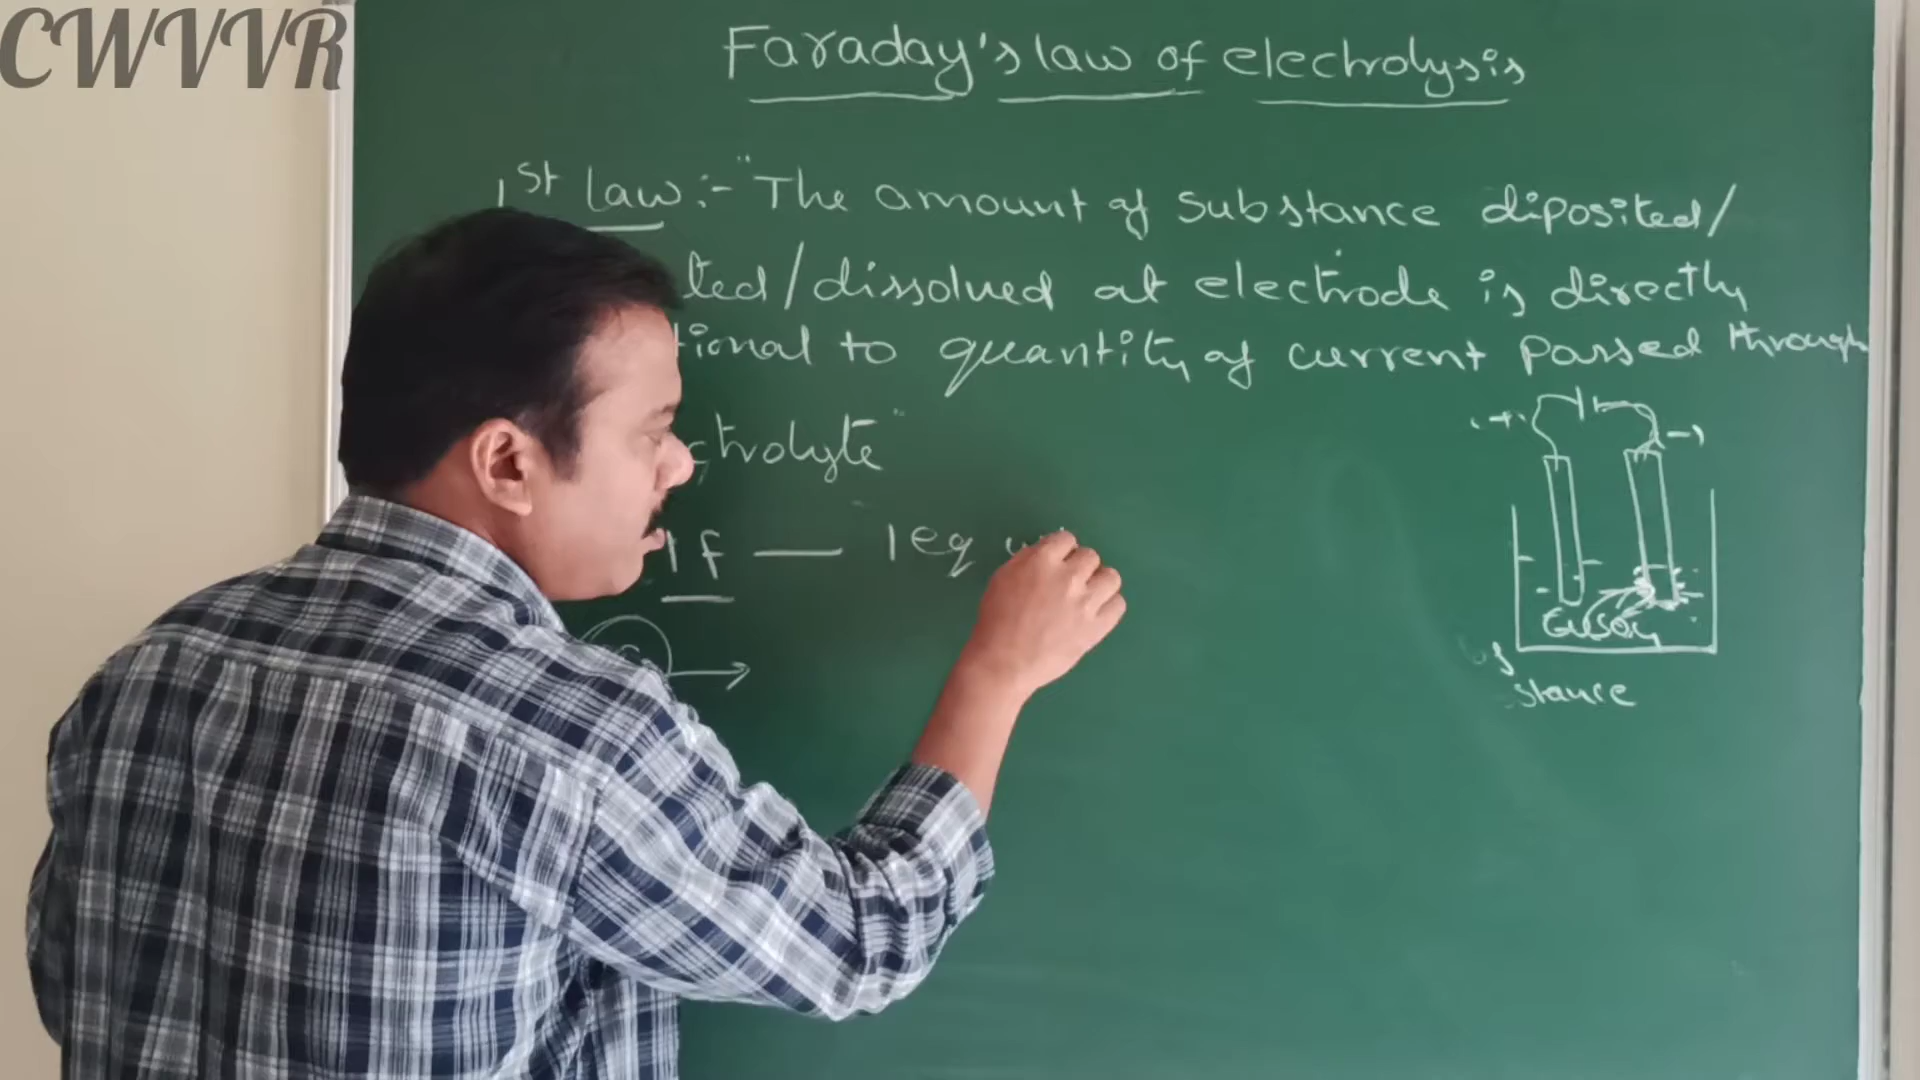 CWVVR
Faraday's law of electrolysis
1st law :- "The amount of substance diposited/
ted/dissolved at electrode is directly
tional to quantity of current passed through
ctrolyte"
1F — 1eq
(+) (-)
CuSO4
stance